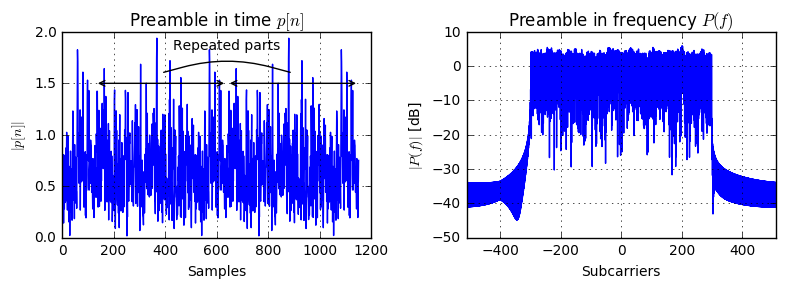 Preamble in time p[n]
Repeated parts
|p[n]|
2.0
1.5
1.0
0.5
0.0
0 200 400 600 800 1000 1200
Samples
Preamble in frequency P(f)
|P(f)| [dB]
10
0
−10
−20
−30
−40
−50
−400 −200 0 200 400
Subcarriers